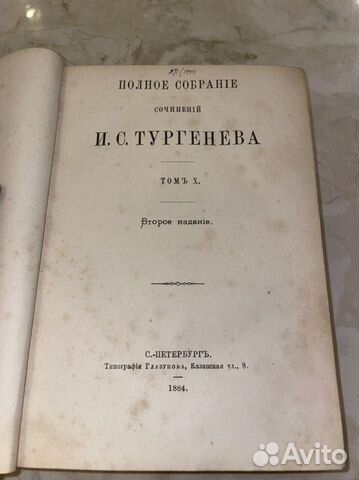 ПОЛНОЕ СОБРАНІЕ
СОЧИНЕНІЙ
И. С. ТУРГЕНЕВА
ТОМЪ X.
Второе изданіе.
С.-ПЕТЕРБУРГЪ.
Типографія Глазунова, Казанская ул., 8.
1884.
Avito